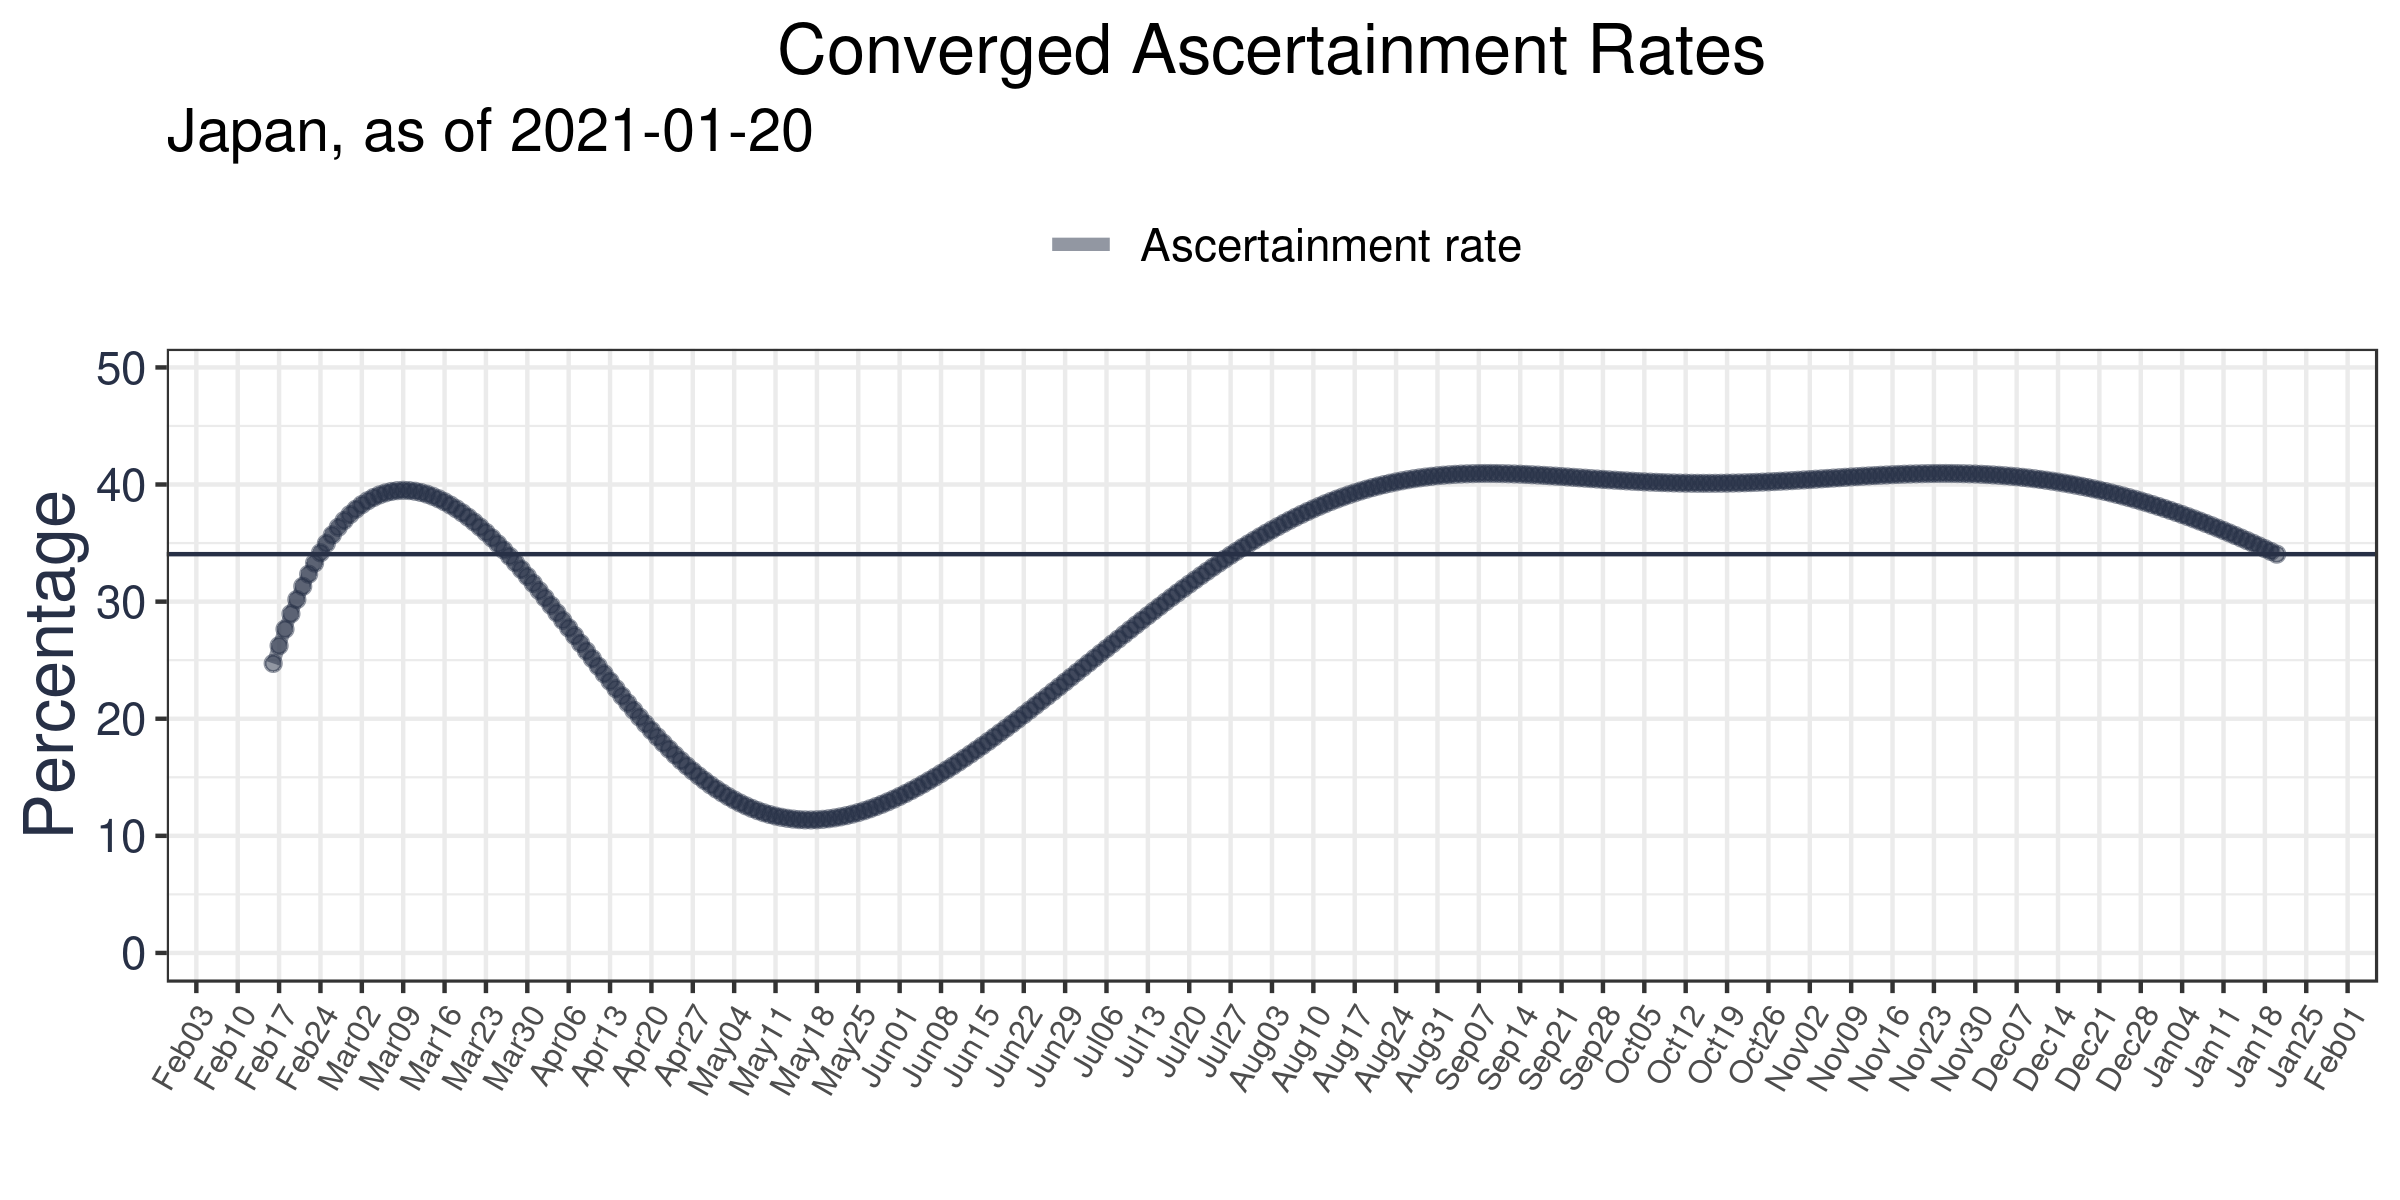 Converged Ascertainment Rates
Japan, as of 2021-01-20
Ascertainment rate
Percentage
50
40
30
20
10
0
Feb03 Feb10 Feb17 Feb24 Mar02 Mar09 Mar16 Mar23 Mar30 Apr06 Apr13 Apr20 Apr27 May04 May11 May18 May25 Jun01 Jun08 Jun15 Jun22 Jun29 Jul06 Jul13 Jul20 Jul27 Aug03 Aug10 Aug17 Aug24 Aug31 Sep07 Sep14 Sep21 Sep28 Oct05 Oct12 Oct19 Oct26 Nov02 Nov09 Nov16 Nov23 Nov30 Dec07 Dec14 Dec21 Dec28 Jan04 Jan11 Jan18 Jan25 Feb01